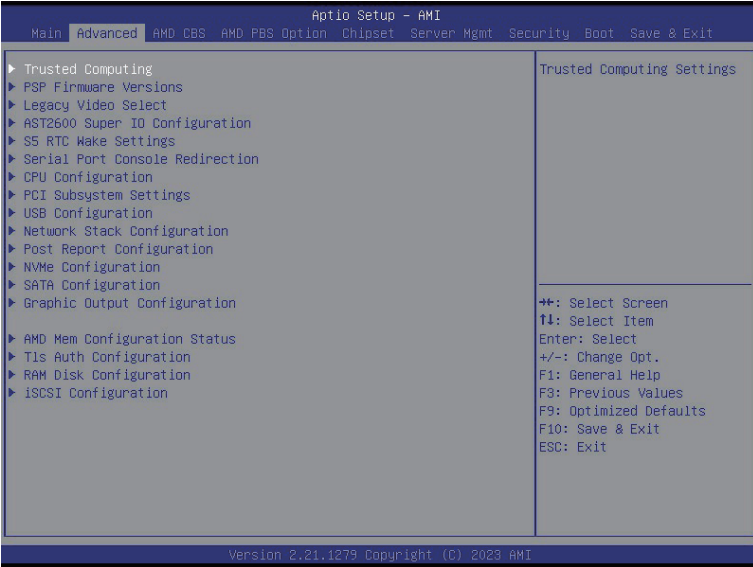 Aptio Setup – AMI
Main Advanced AMD CBS AMD PBS Option Chipset Server Mgmt Security Boot Save & Exit
Trusted Computing
PSP Firmware Versions
Legacy Video Select
AST2600 Super IO Configuration
S5 RTC Wake Settings
Serial Port Console Redirection
CPU Configuration
PCI Subsystem Settings
USB Configuration
Network Stack Configuration
Post Report Configuration
NVMe Configuration
SATA Configuration
Graphic Output Configuration
AMD Mem Configuration Status
Tls Auth Configuration
RAM Disk Configuration
iSCSI Configuration
Trusted Computing Settings
→←: Select Screen
↑↓: Select Item
Enter: Select
+/-: Change Opt.
F1: General Help
F3: Previous Values
F9: Optimized Defaults
F10: Save & Exit
ESC: Exit
Version 2.21.1279 Copyright (C) 2023 AMI